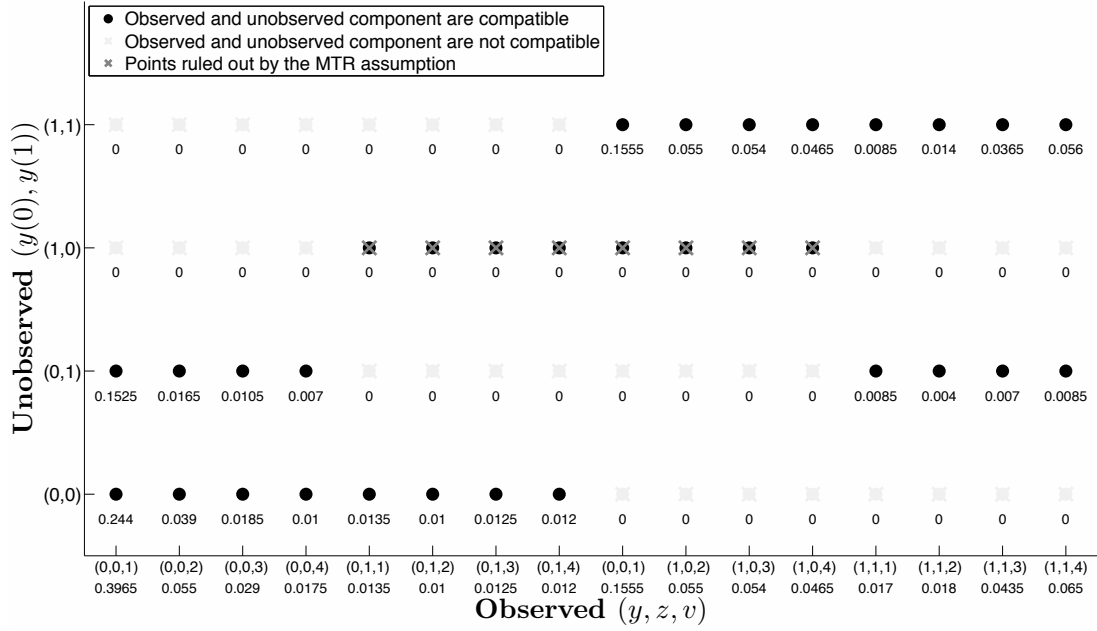 Observed and unobserved component are compatible
Observed and unobserved component are not compatible
Points ruled out by the MTR assumption
Unobserved (y(0), y(1))
(1,1)
0 0 0 0 0 0 0 0 0.1555 0.055 0.054 0.0465 0.0085 0.014 0.0365 0.056
(1,0)
0 0 0 0 0 0 0 0 0 0 0 0 0 0 0 0
(0,1)
0.1525 0.0165 0.0105 0.007 0 0 0 0 0 0 0 0 0.0085 0.004 0.007 0.0085
(0,0)
0.244 0.039 0.0185 0.01 0.0135 0.01 0.0125 0.012 0 0 0 0 0 0 0 0
(0,0,1) (0,0,2) (0,0,3) (0,0,4) (0,1,1) (0,1,2) (0,1,3) (0,1,4) (0,0,1) (1,0,2) (1,0,3) (1,0,4) (1,1,1) (1,1,2) (1,1,3) (1,1,4)
0.3965 0.055 0.029 0.0175 0.0135 0.01 0.0125 0.012 0.1555 0.055 0.054 0.0465 0.017 0.018 0.0435 0.065
Observed (y, z, v)